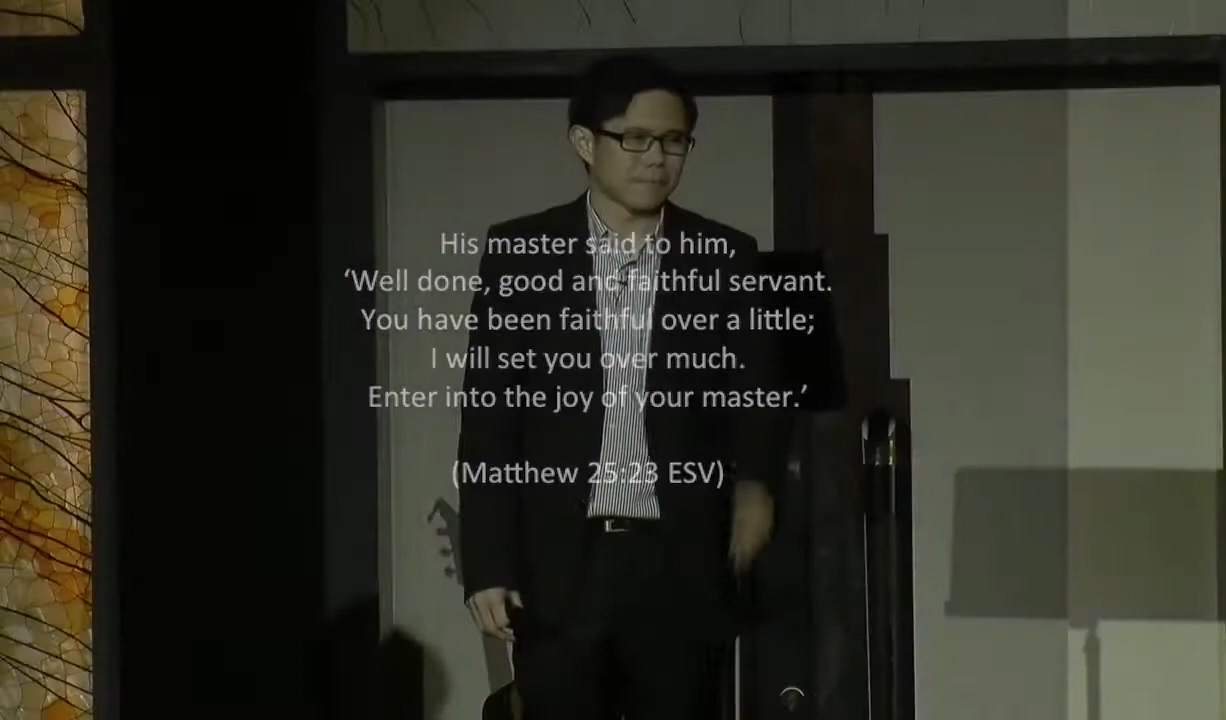 His master said to him,
‘Well done, good and faithful servant.
You have been faithful over a little;
I will set you over much.
Enter into the joy of your master.’
(Matthew 25:23 ESV)